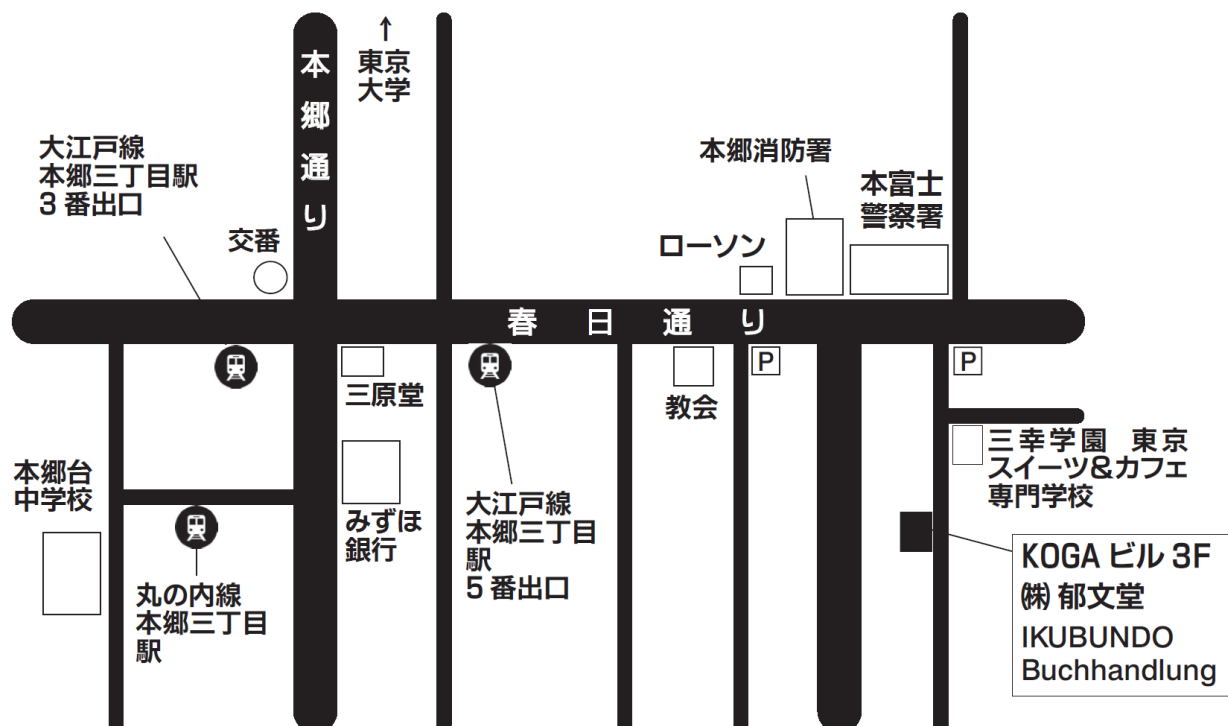 ↑
東京
大学
本郷通り
大江戸線
本郷三丁目駅
3番出口
交番
本郷消防署
本富士
警察署
ローソン
春日通り
三原堂
教会
P
P
本郷台
中学校
みずほ
銀行
大江戸線
本郷三丁目
駅
5番出口
丸の内線
本郷三丁目
駅
三幸学園 東京
スイーツ&カフェ
専門学校
KOGA ビル 3F
㈱ 郁文堂
IKUBUNDO
Buchhandlung